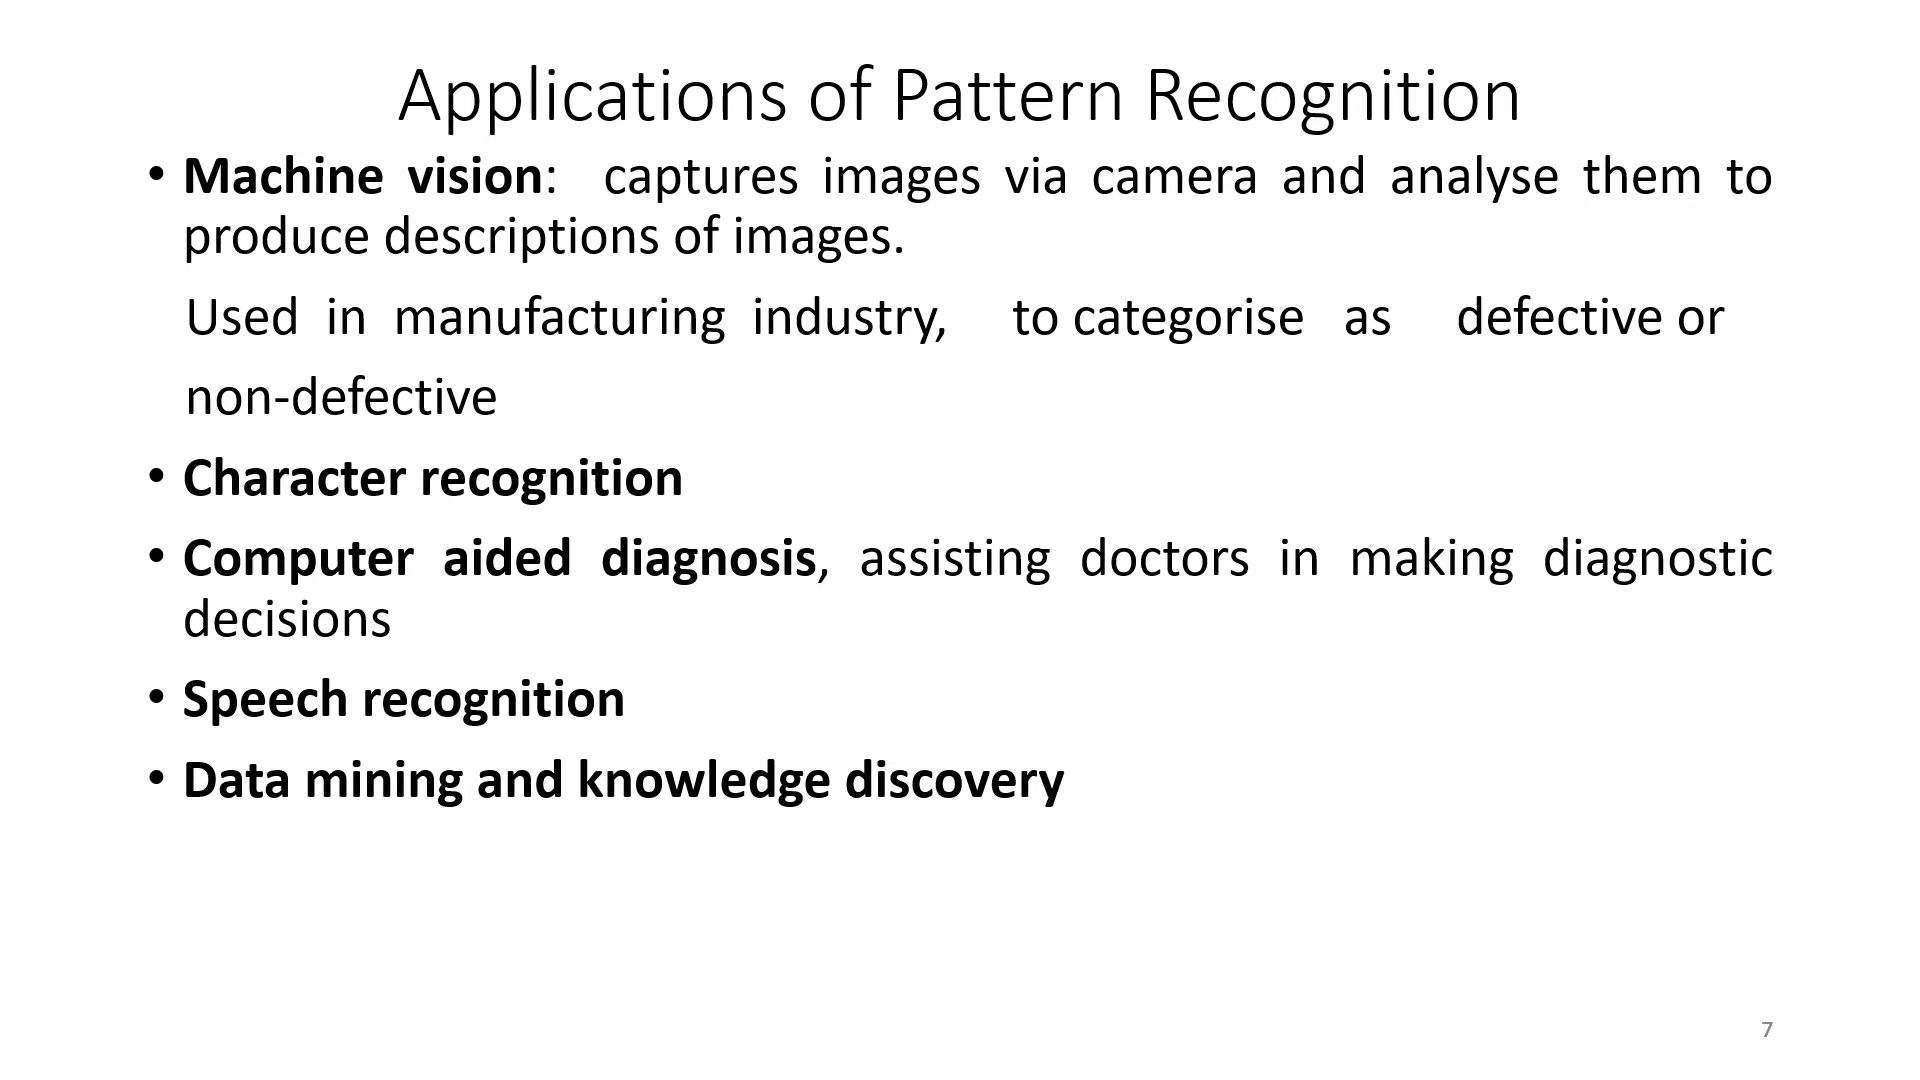 Applications of Pattern Recognition
• Machine vision: captures images via camera and analyse them to
produce descriptions of images.
Used in manufacturing industry, to categorise as defective or
non-defective
• Character recognition
• Computer aided diagnosis, assisting doctors in making diagnostic
decisions
• Speech recognition
• Data mining and knowledge discovery
7